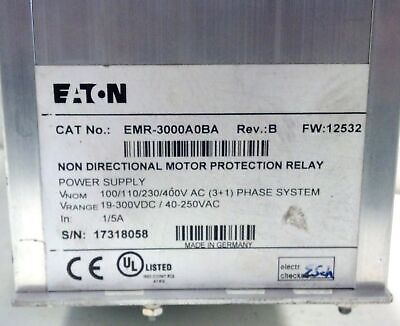 EATON
CAT No.: EMR-3000A0BA Rev.:B FW:12532
NON DIRECTIONAL MOTOR PROTECTION RELAY
POWER SUPPLY
VNOM 100/110/230/400V AC (3+1) PHASE SYSTEM
VRANGE 19-300VDC / 40-250VAC
In: 1/5A
S/N: 17318058
MADE IN GERMANY
CE UL LISTED
electr
checke